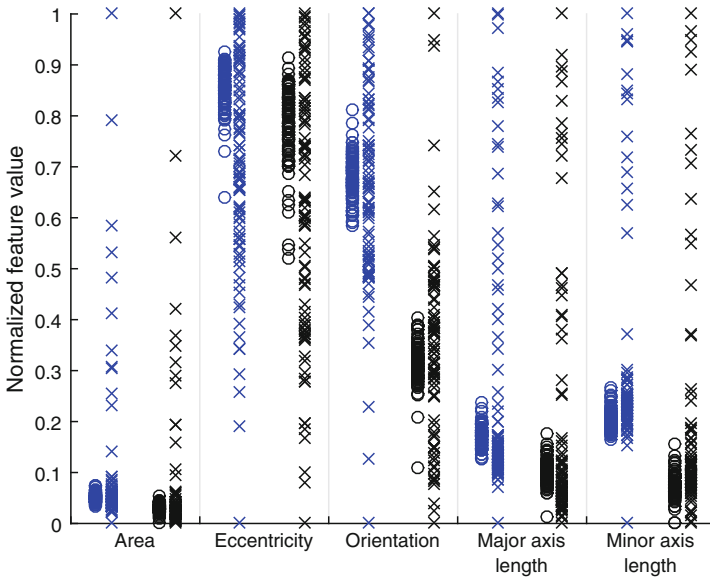 Normalized feature value
1
0.9
0.8
0.7
0.6
0.5
0.4
0.3
0.2
0.1
0
Area
Eccentricity
Orientation
Major axis
length
Minor axis
length